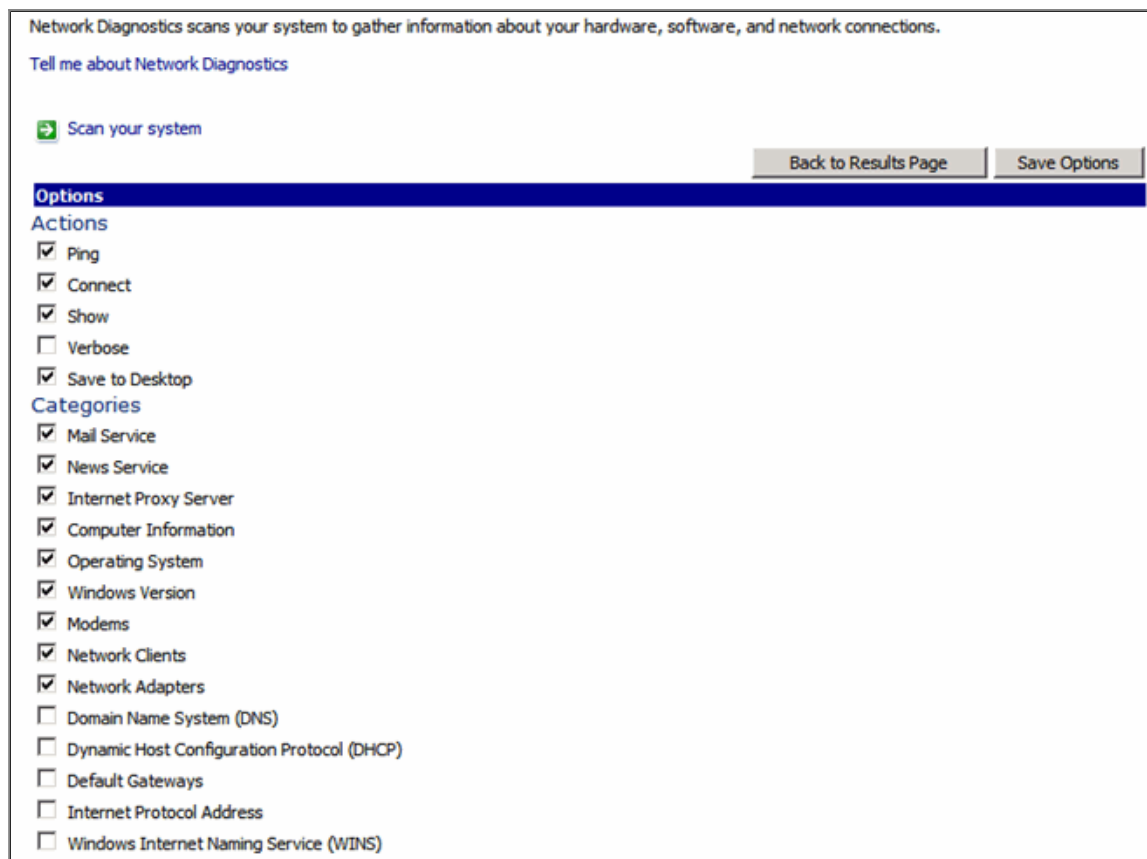 Network Diagnostics scans your system to gather information about your hardware, software, and network connections.
Tell me about Network Diagnostics
Scan your system
Back to Results Page Save Options
Options
Actions
Ping
Connect
Show
Verbose
Save to Desktop
Categories
Mail Service
News Service
Internet Proxy Server
Computer Information
Operating System
Windows Version
Modems
Network Clients
Network Adapters
Domain Name System (DNS)
Dynamic Host Configuration Protocol (DHCP)
Default Gateways
Internet Protocol Address
Windows Internet Naming Service (WINS)